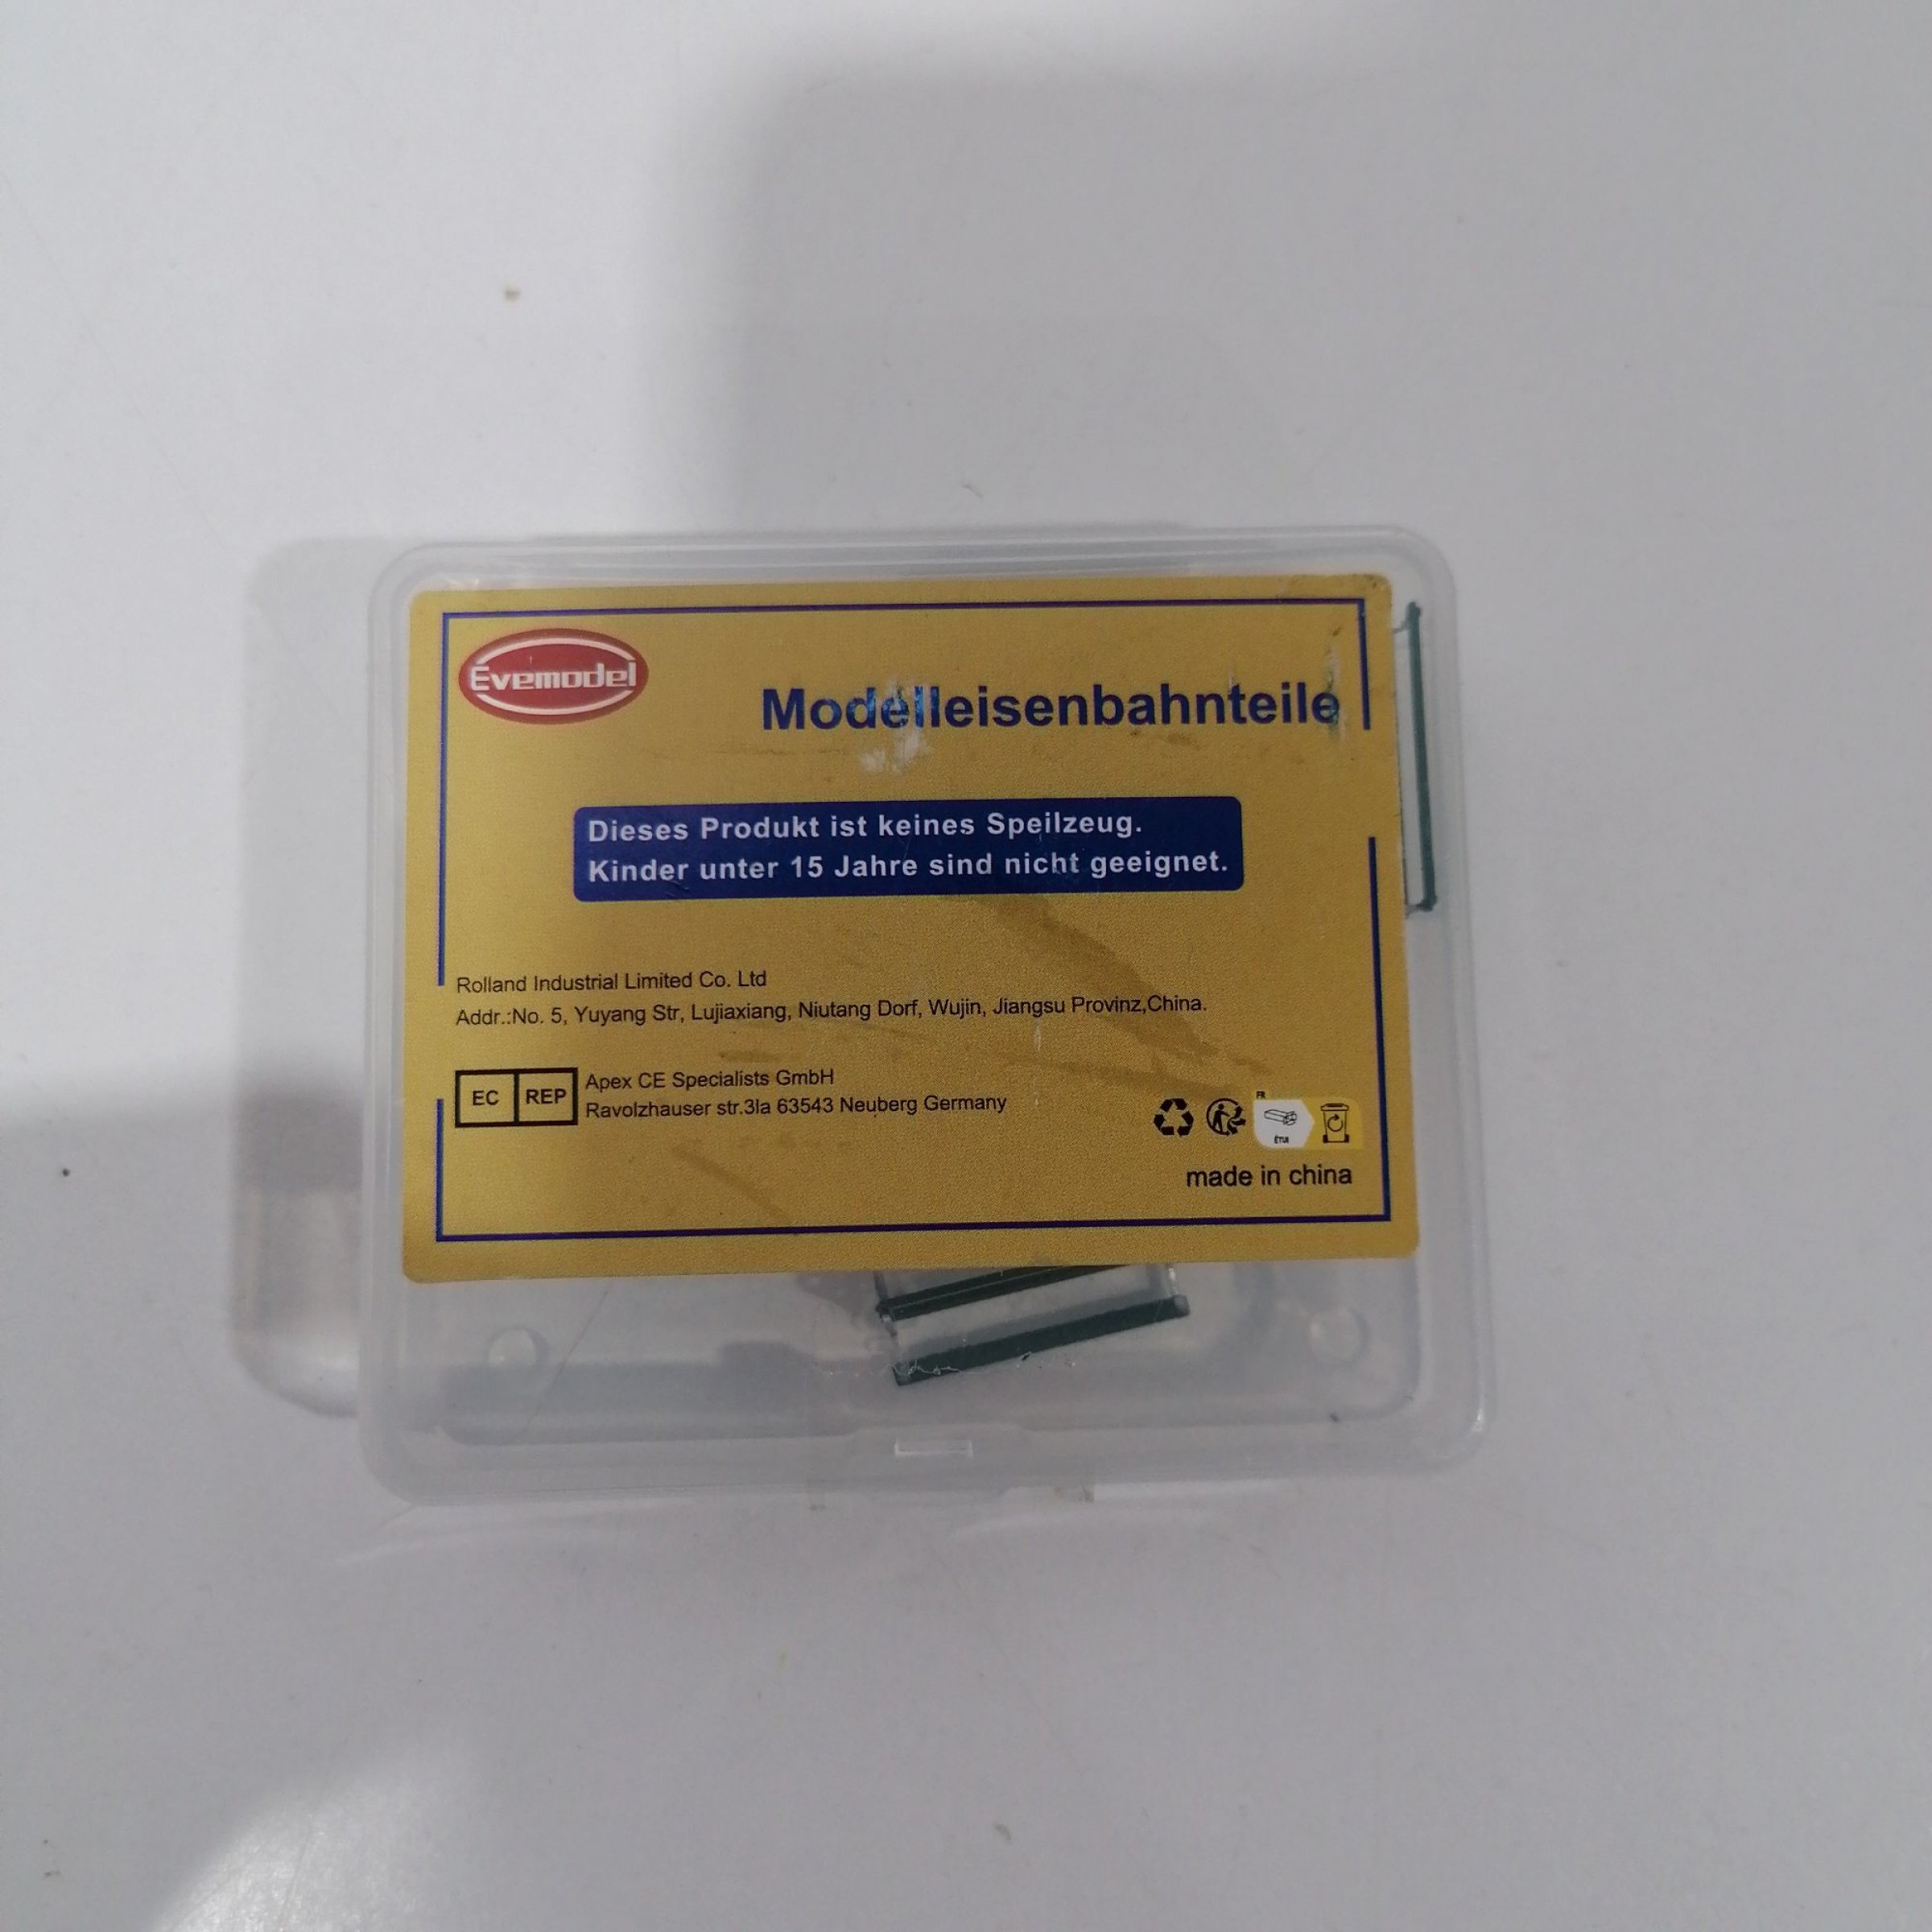 Evemodel
Modelleisenbahnteile
Dieses Produkt ist keines Speilzeug.
Kinder unter 15 Jahre sind nicht geeignet.
Rolland Industrial Limited Co. Ltd
Addr.:No. 5, Yuyang Str, Lujiaxiang, Niutang Dorf, Wujin, Jiangsu Provinz,China.
EC REP
Apex CE Specialists GmbH
Ravolzhauser str.3la 63543 Neuberg Germany
FR
ÉTUI
made in china